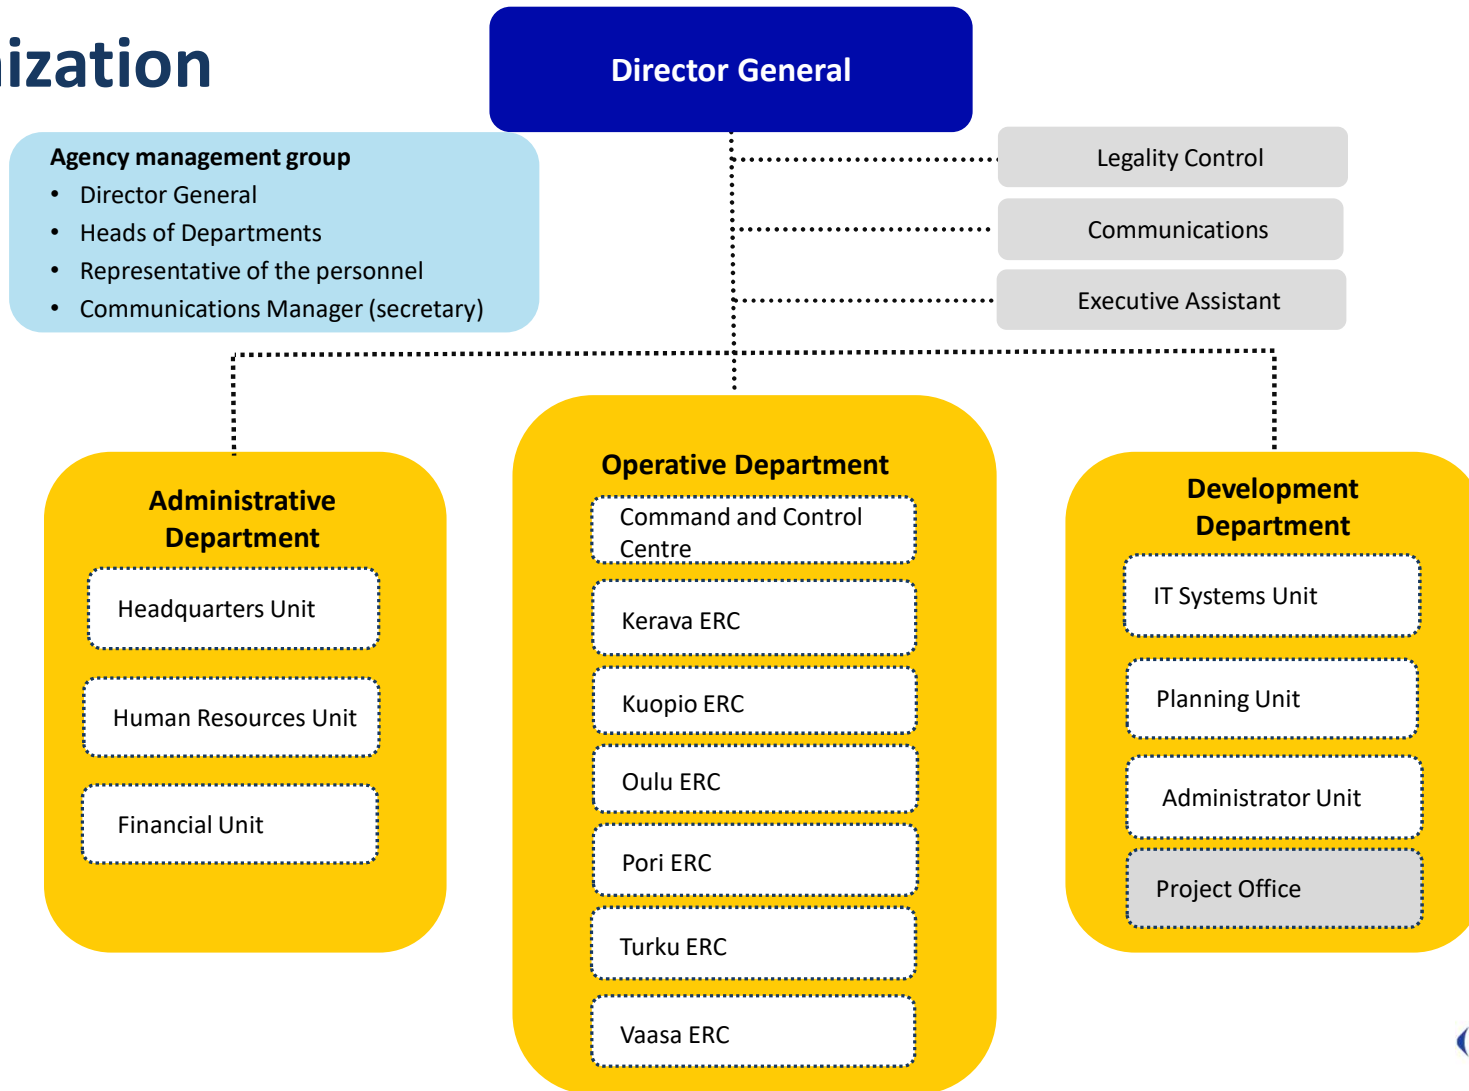 nization
Director General
Agency management group
• Director General
• Heads of Departments
• Representative of the personnel
• Communications Manager (secretary)
Legality Control
Communications
Executive Assistant
Administrative
Department
Headquarters Unit
Human Resources Unit
Financial Unit
Operative Department
Command and Control
Centre
Kerava ERC
Kuopio ERC
Oulu ERC
Pori ERC
Turku ERC
Vaasa ERC
Development
Department
IT Systems Unit
Planning Unit
Administrator Unit
Project Office